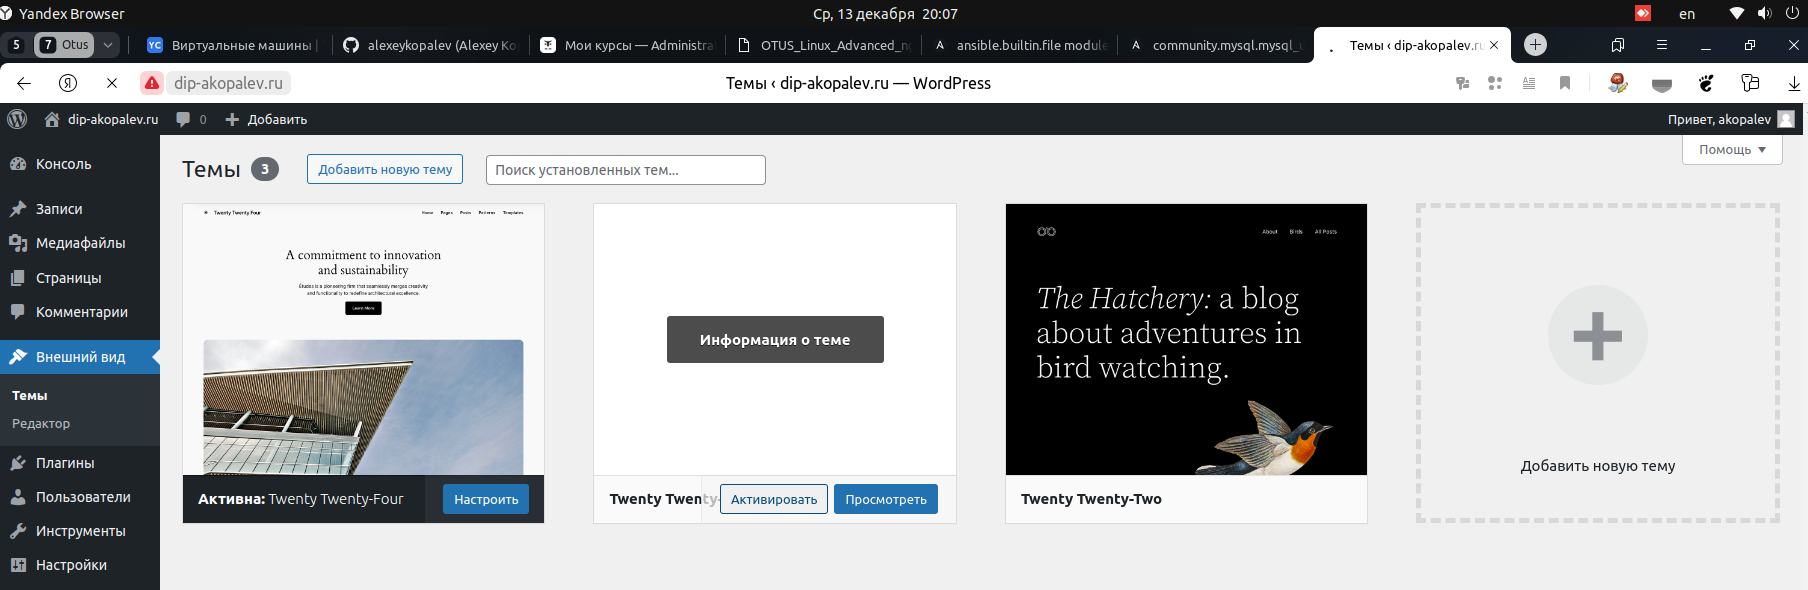 Yandex Browser
Ср, 13 декабря 20:07
en
5
7 Otus
YC Виртуальные машины |
alexeykopalev (Alexey Ko
Мои курсы — Administra
OTUS_Linux_Advanced_
A ansible.builtin.file module
A community.mysql.mysql_
Темы ‹ dip-akopalev.ru
dip-akopalev.ru
Темы ‹ dip-akopalev.ru — WordPress
dip-akopalev.ru
0
Добавить
Привет, akopalev
Консоль
Записи
Медиафайлы
Страницы
Комментарии
Внешний вид
Темы
Редактор
Плагины
Пользователи
Инструменты
Настройки
Темы 3
Добавить новую тему
Поиск установленных тем...
Помощь
Twenty Twenty Four
Home Pages Posts Patterns Templates
A commitment to innovation
and sustainability
Études is a pioneering firm that seamlessly merges creativity
and functionality to redefine architectural excellence.
Learn More
Активна: Twenty Twenty-Four
Настроить
Информация о теме
Twenty Twenty-
Активировать
Просмотреть
About Birds All Posts
The Hatchery: a blog
about adventures in
bird watching.
Twenty Twenty-Two
Добавить новую тему